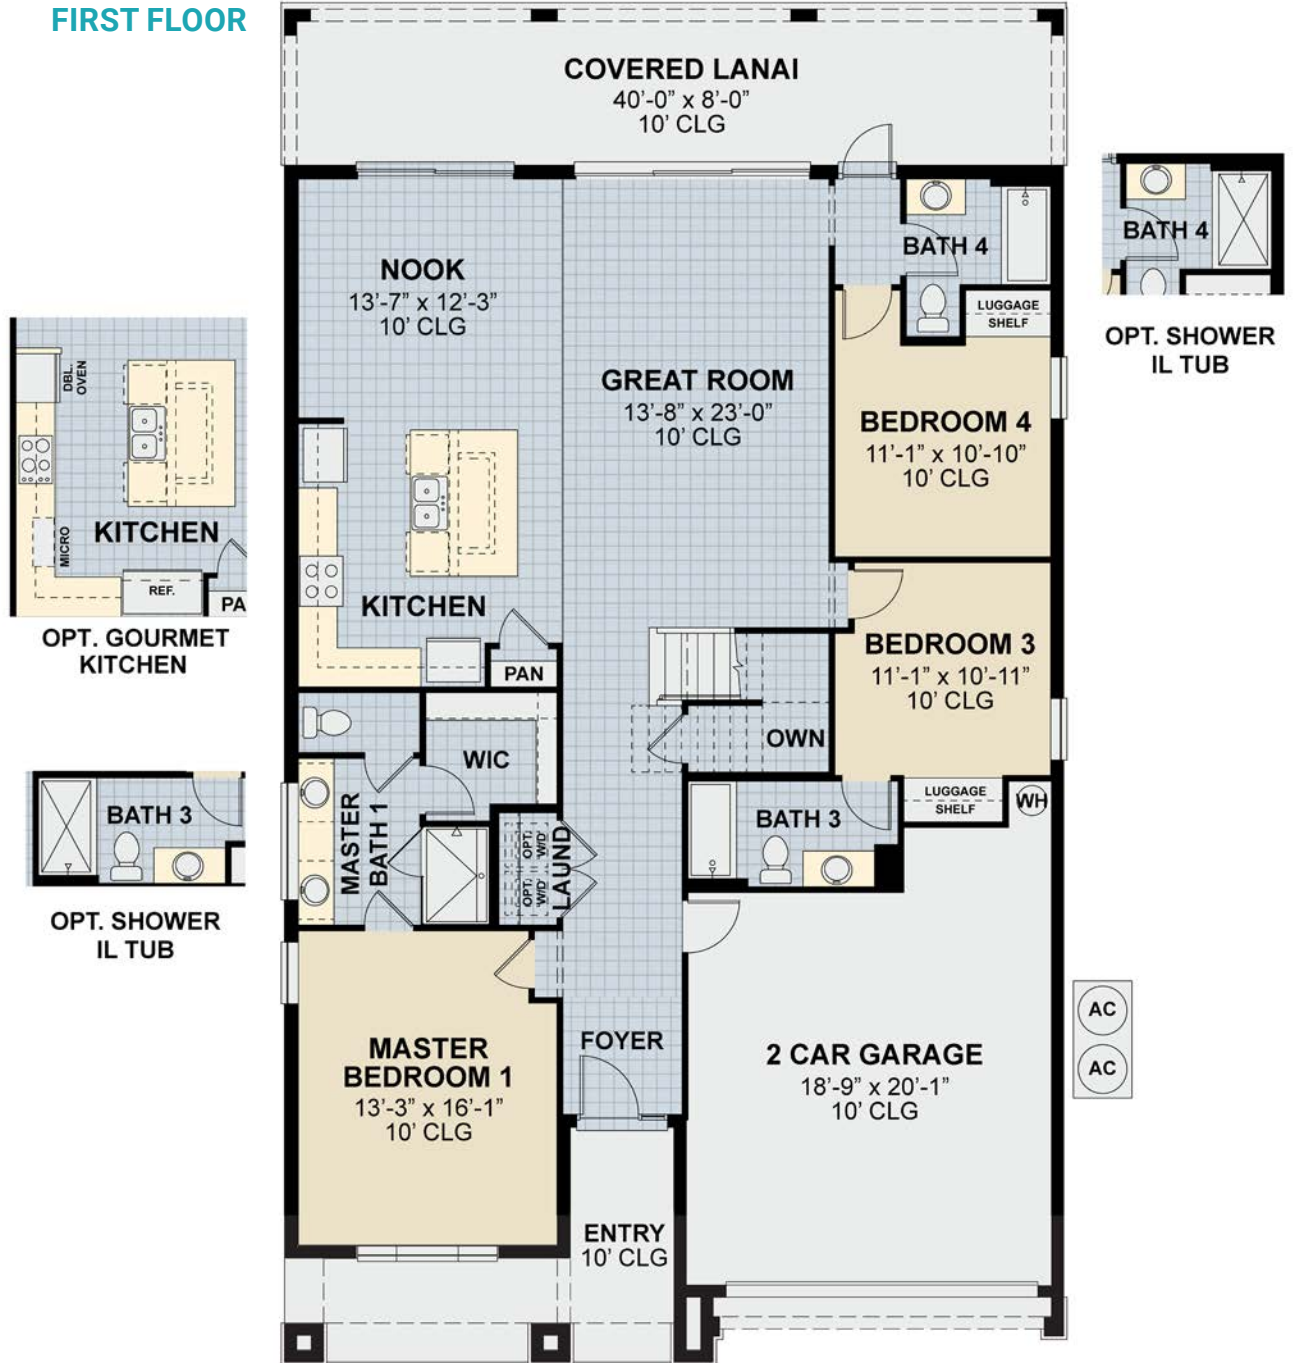 FIRST FLOOR
COVERED LANAI
40'-0” x 8'-0”
10' CLG
BATH 4
OPT. SHOWER
IL TUB
NOOK
13'-7” x 12'-3”
10' CLG
BATH 4
LUGGAGE
SHELF
GREAT ROOM
13'-8” x 23'-0”
10' CLG
BEDROOM 4
11'-1” x 10'-10”
10' CLG
DBL.
OVEN
MICRO
KITCHEN
REF.
PA
OPT. GOURMET
KITCHEN
KITCHEN
PAN
BEDROOM 3
11'-1” x 10'-11”
10' CLG
OWN
WIC
LUGGAGE
SHELF
WH
BATH 3
OPT. SHOWER
IL TUB
MASTER
BATH 1
OPT.
W/D
OPT.
W/D
LAUND
BATH 3
MASTER
BEDROOM 1
13'-3” x 16'-1”
10' CLG
FOYER
2 CAR GARAGE
18'-9” x 20'-1”
10' CLG
AC
AC
ENTRY
10' CLG